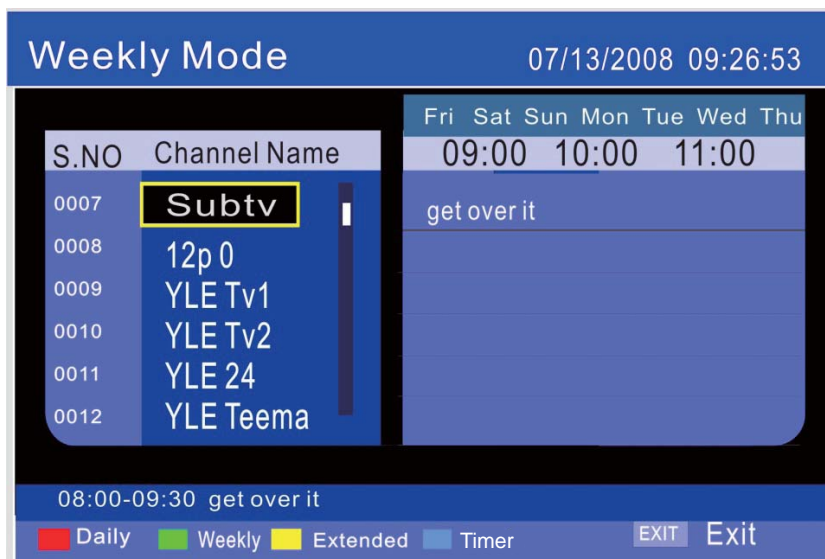 Weekly Mode 07/13/2008 09:26:53
Fri Sat Sun Mon Tue Wed Thu
S.NO Channel Name 09:00 10:00 11:00
0007 Subtv get over it
0008 12p 0
0009 YLE Tv1
0010 YLE Tv2
0011 YLE 24
0012 YLE Teema
08:00-09:30 get over it
Daily Weekly Extended Timer EXIT Exit